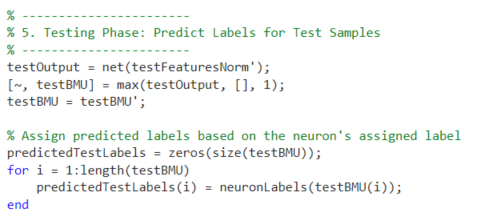 % -----------------------
% 5. Testing Phase: Predict Labels for Test Samples
% -----------------------
testOutput = net(testFeaturesNorm');
[~, testBMU] = max(testOutput, [], 1);
testBMU = testBMU';

% Assign predicted labels based on the neuron's assigned label
predictedTestLabels = zeros(size(testBMU));
for i = 1:length(testBMU)
    predictedTestLabels(i) = neuronLabels(testBMU(i));
end